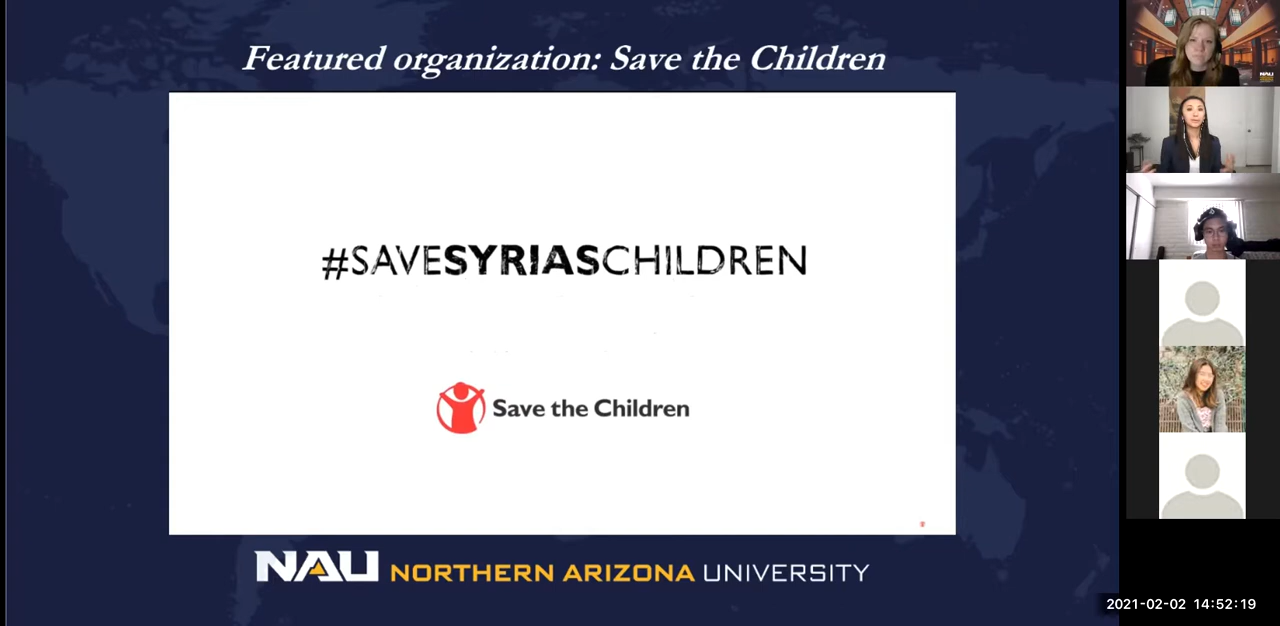 Featured organization: Save the Children
#SAVESYRIASCHILDREN
Save the Children
NAU NORTHERN ARIZONA UNIVERSITY
NAU
2021-02-02 14:52:19